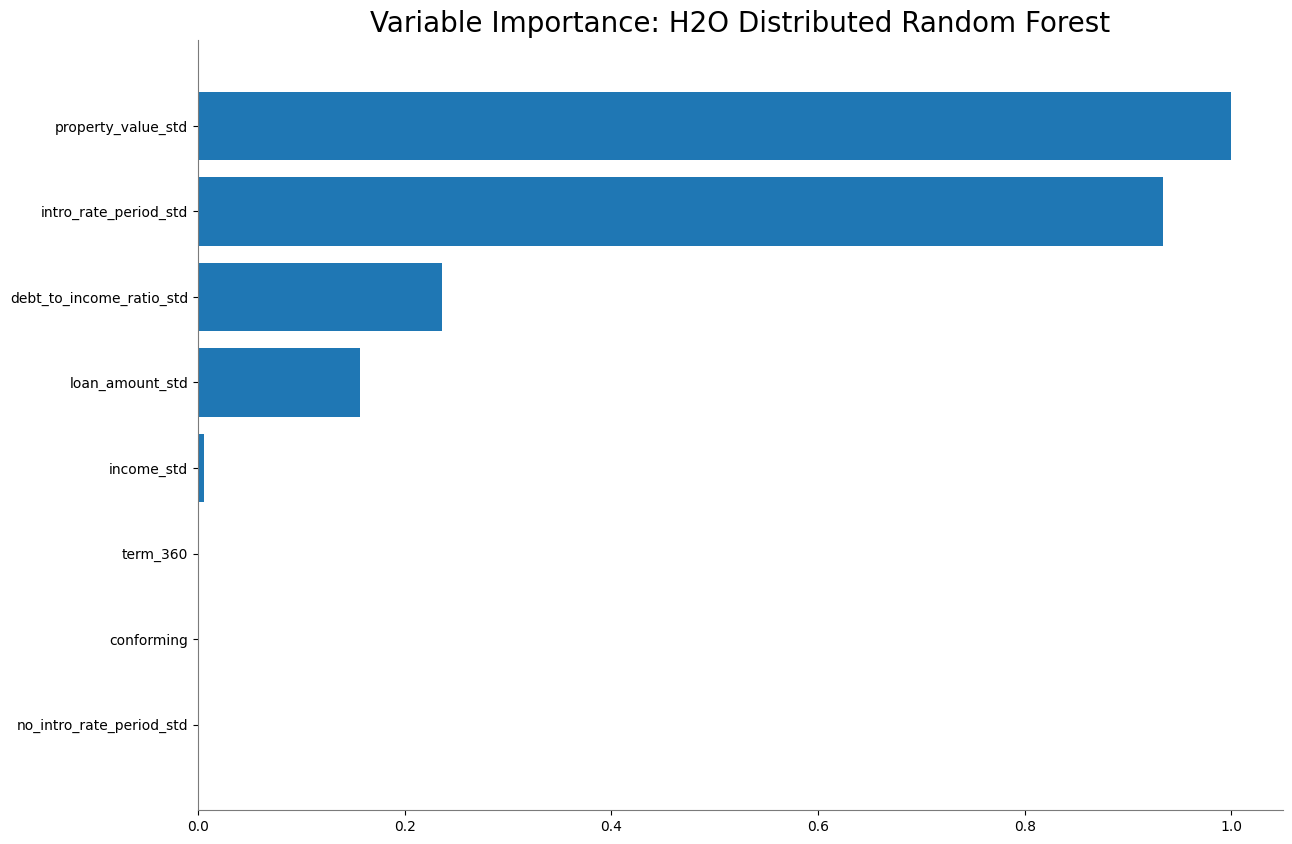 Variable Importance: H2O Distributed Random Forest
property_value_std
intro_rate_period_std
debt_to_income_ratio_std
loan_amount_std
income_std
term_360
conforming
no_intro_rate_period_std
0.0 0.2 0.4 0.6 0.8 1.0